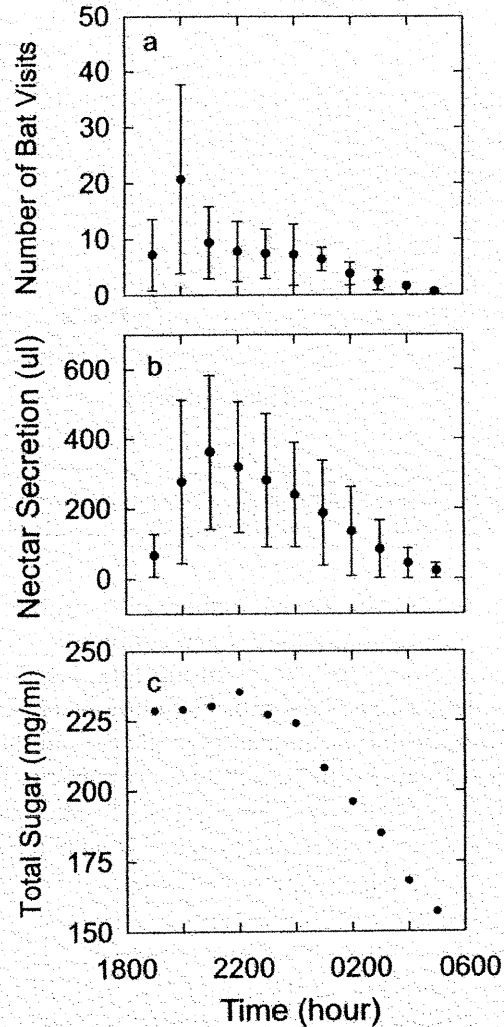 50
40
30
20
10
0
Number of Bat Visits
a
600
400
200
0
Nectar Secretion (ul)
b
250
225
200
175
150
Total Sugar (mg/ml)
c
1800 2200 0200 0600
Time (hour)